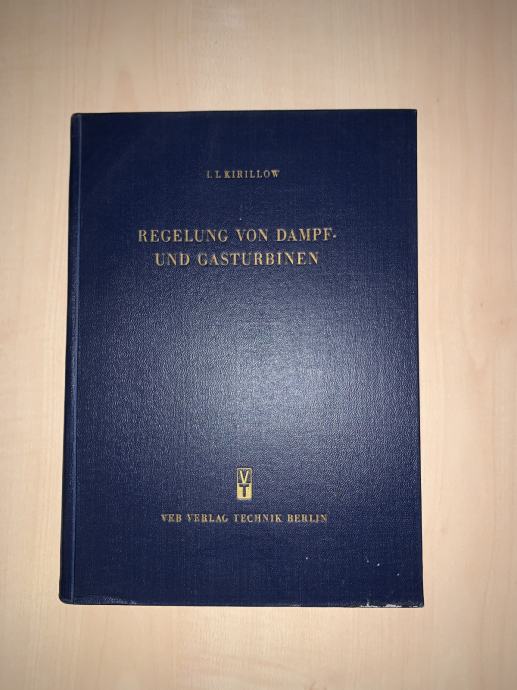 I. I. KIRILLOW
REGELUNG VON DAMPF-
UND GASTURBINEN
VT
VEB VERLAG TECHNIK BERLIN